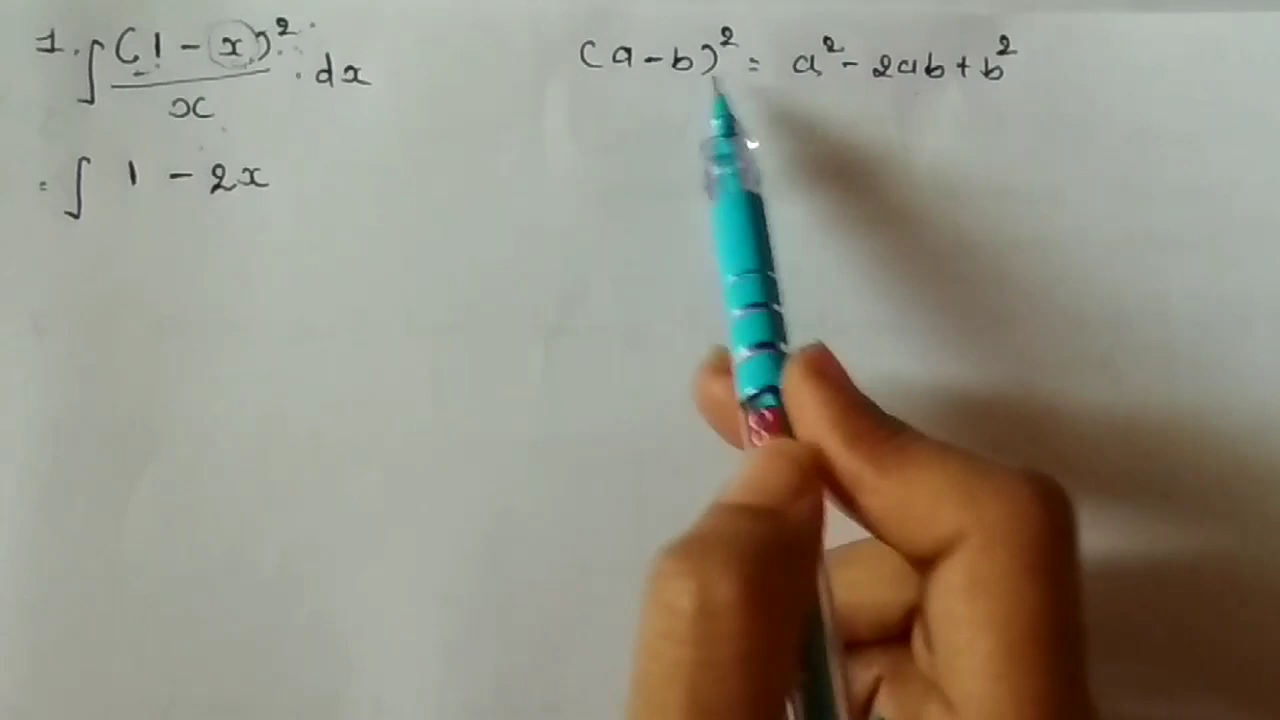 1. ∫ (1 - x)² / x . dx
(a - b)² = a² - 2ab + b²
= ∫ 1 - 2x